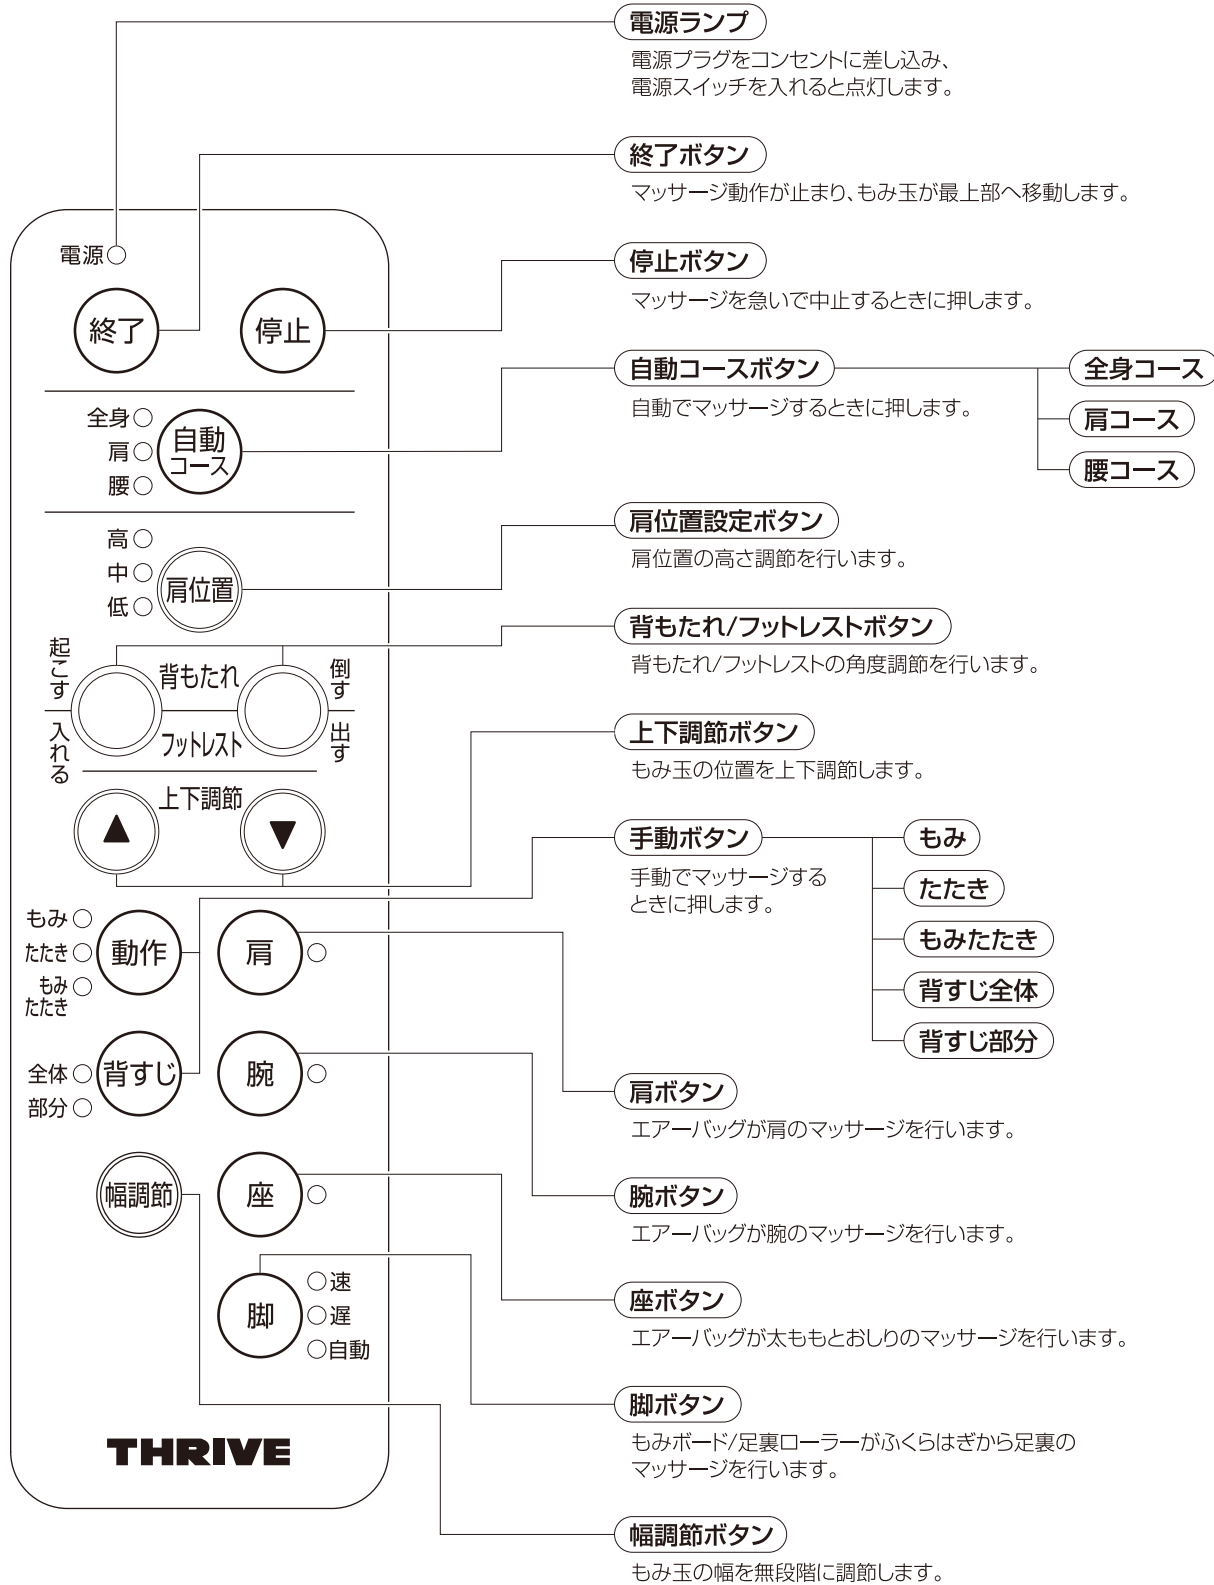 電源ランプ
電源プラグをコンセントに差し込み、
電源スイッチを入れると点灯します。
終了ボタン
マッサージ動作が止まり、もみ玉が最上部へ移動します。
停止ボタン
マッサージを急いで中止するときに押します。
自動コースボタン
自動でマッサージするときに押します。
全身コース
肩コース
腰コース
肩位置設定ボタン
肩位置の高さ調節を行います。
背もたれ/フットレストボタン
背もたれ/フットレストの角度調節を行います。
上下調節ボタン
もみ玉の位置を上下調節します。
手動ボタン
手動でマッサージする
ときに押します。
もみ
たたき
もみたたき
背すじ全体
背すじ部分
肩ボタン
エアーバッグが肩のマッサージを行います。
腕ボタン
エアーバッグが腕のマッサージを行います。
座ボタン
エアーバッグが太ももとおしりのマッサージを行います。
脚ボタン
もみボード/足裏ローラーがふくらはぎから足裏の
マッサージを行います。
幅調節ボタン
もみ玉の幅を無段階に調節します。
電源
終了
停止
全身
肩
腰
自動
コース
高
中
低
肩位置
起こす
背もたれ
倒す
入れる
フットレスト
出す
上下調節
▲
▼
もみ
たたき
もみ
たたき
動作
肩
全体
部分
背すじ
腕
幅調節
座
脚
速
遅
自動
THRIVE